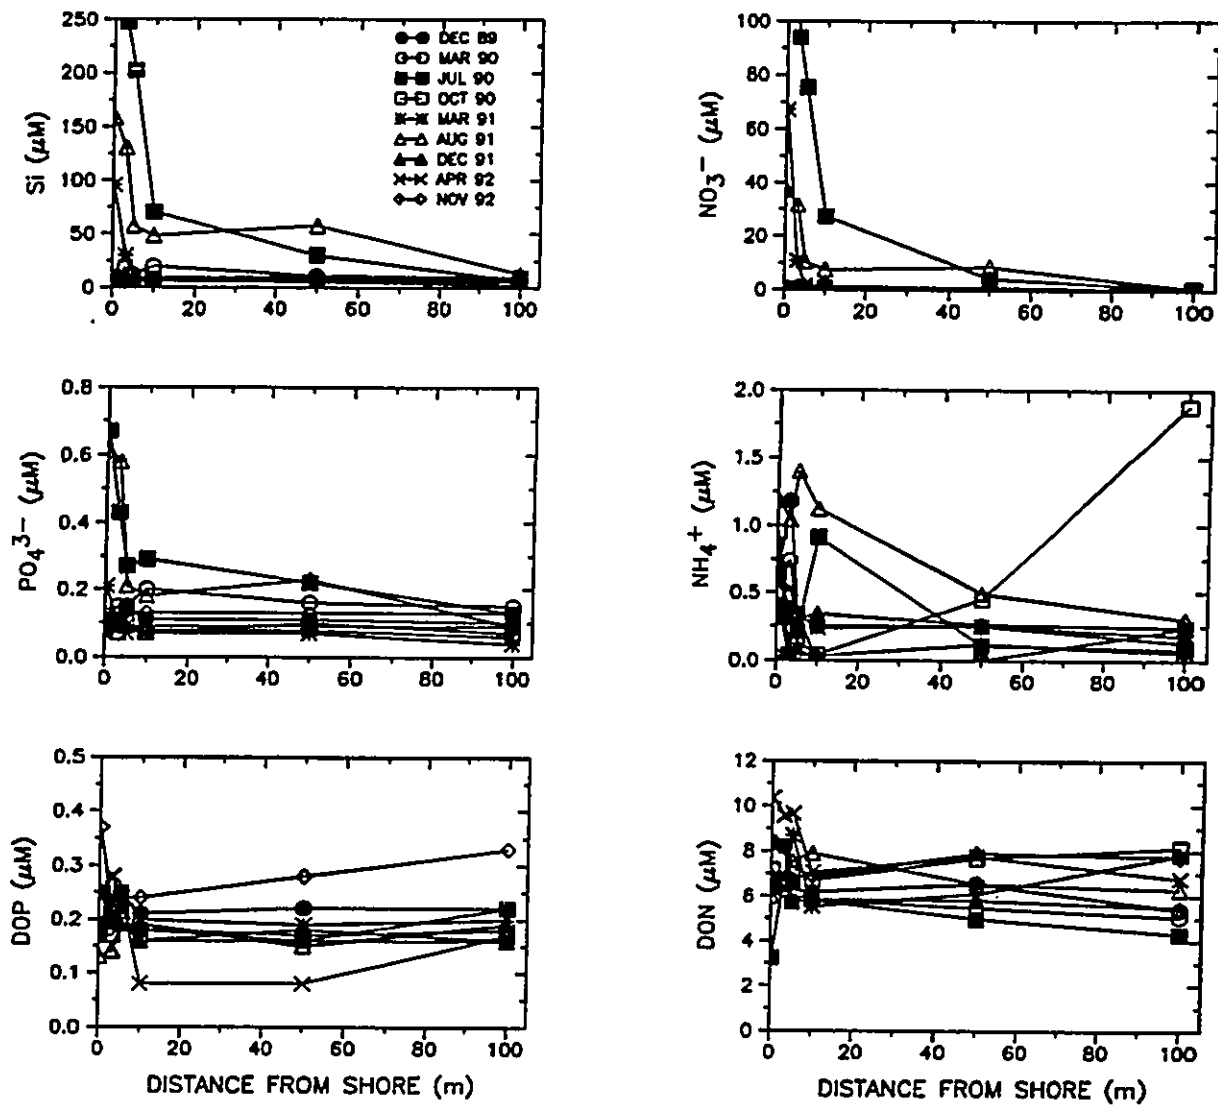 Si (μM)
250
200
150
100
50
0
0 20 40 60 80 100
DEC 89
MAR 90
JUL 90
OCT 90
MAR 91
AUG 91
DEC 91
APR 92
NOV 92
NO₃⁻ (μM)
100
80
60
40
20
0
0 20 40 60 80 100
PO₄³⁻ (μM)
0.8
0.6
0.4
0.2
0.0
0 20 40 60 80 100
NH₄⁺ (μM)
2.0
1.5
1.0
0.5
0.0
0 20 40 60 80 100
DOP (μM)
0.5
0.4
0.3
0.2
0.1
0.0
0 20 40 60 80 100
DISTANCE FROM SHORE (m)
DON (μM)
12
10
8
6
4
2
0
0 20 40 60 80 100
DISTANCE FROM SHORE (m)